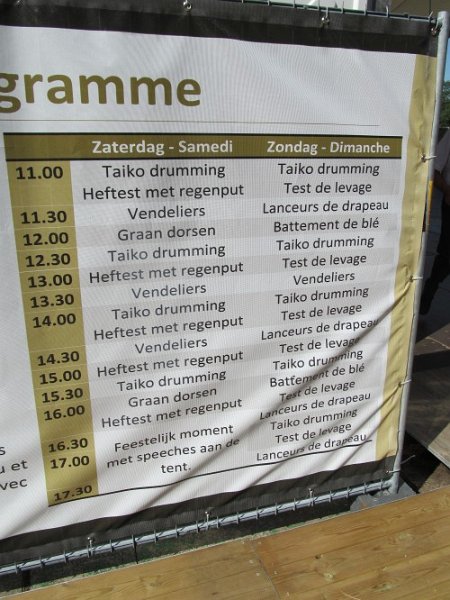 gramme
Zaterdag - Samedi Zondag - Dimanche
11.00 Taiko drumming Taiko drumming
Heftest met regenput Test de levage
11.30 Vendeliers Lanceurs de drapeau
12.00 Graan dorsen Battement de blé
12.30 Taiko drumming Taiko drumming
13.00 Heftest met regenput Test de levage
13.30 Vendeliers Vendeliers
14.00 Taiko drumming Taiko drumming
Heftest met regenput Test de levage
14.30 Vendeliers Lanceurs de drapeau
Heftest met regenput Test de levage
15.00 Taiko drumming Taiko drumming
15.30 Graan dorsen Battement de blé
16.00 Heftest met regenput Test de levage
Lanceurs de drapeau
16.30 Feestelijk moment Taiko drumming
17.00 met speeches aan de Test de levage
tent. Lanceurs de drapeau
17.30
s
u et
vec